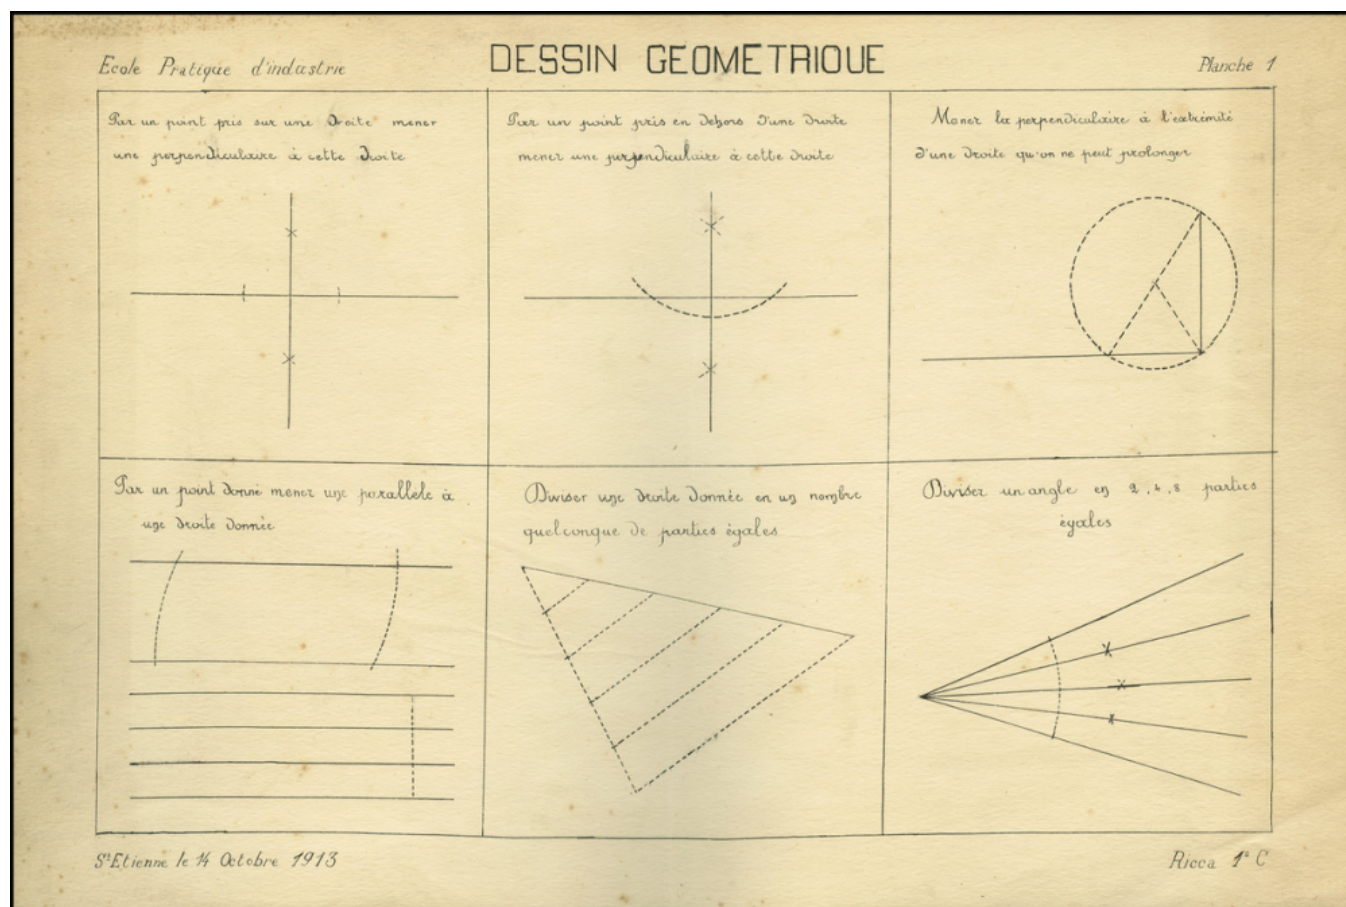 Ecole Pratique d'industrie
DESSIN GEOMETRIQUE
Planche 1
Par un point pris sur une droite mener
une perpendiculaire à cette droite
Par un point pris en dehors d'une droite
mener une perpendiculaire à cette droite
Mener la perpendiculaire à l'extrémité
d'une droite qu'on ne peut prolonger
Par un point donné mener une parallèle à
une droite donnée
Diviser une droite donnée en un nombre
quelconque de parties égales
Diviser un angle en 2, 4, 8 parties
égales
St Etienne le 14 Octobre 1913
Ricca 1e C